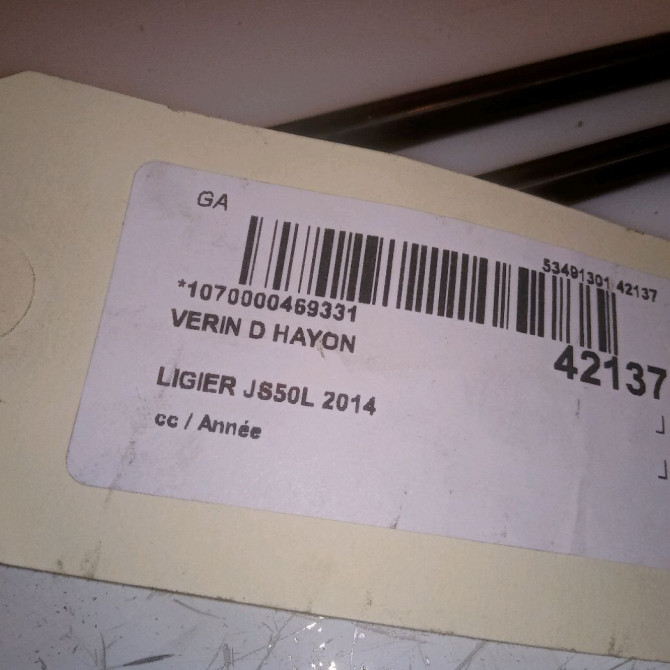 GA
53491301 42137
*1070000469331
VERIN D HAYON
42137
LIGIER JS50L 2014
cc / Année